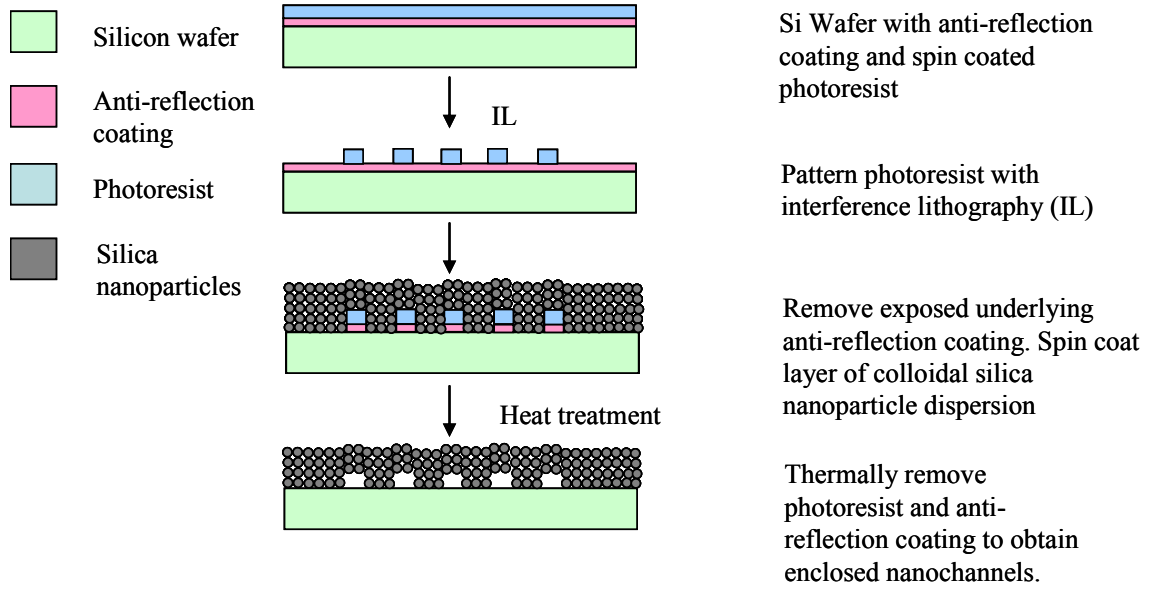 Silicon wafer
Anti-reflection
coating
Photoresist
Silica
nanoparticles
IL
Heat treatment
Si Wafer with anti-reflection
coating and spin coated
photoresist
Pattern photoresist with
interference lithography (IL)
Remove exposed underlying
anti-reflection coating. Spin coat
layer of colloidal silica
nanoparticle dispersion
Thermally remove
photoresist and anti-
reflection coating to obtain
enclosed nanochannels.